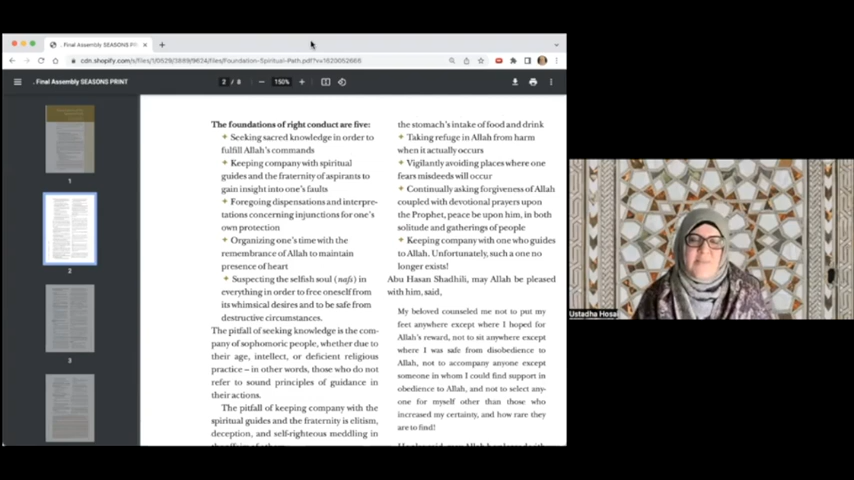 . Final Assembly SEASONS PRINT
cdn.shopify.com/s/files/1/0529/3889/9624/files/Foundation-Spiritual-Path.pdf?v=1620052666
. Final Assembly SEASONS PRINT
2 / 8
150%
1
2
3
The foundations of right conduct are five:
✦ Seeking sacred knowledge in order to
fulfill Allah's commands
✦ Keeping company with spiritual
guides and the fraternity of aspirants to
gain insight into one's faults
✦ Foregoing dispensations and interpre-
tations concerning injunctions for one's
own protection
✦ Organizing one's time with the
remembrance of Allah to maintain
presence of heart
✦ Suspecting the selfish soul (nafs) in
everything in order to free oneself from
its whimsical desires and to be safe from
destructive circumstances.
The pitfall of seeking knowledge is the com-
pany of sophomoric people, whether due to
their age, intellect, or deficient religious
practice – in other words, those who do not
refer to sound principles of guidance in
their actions.
The pitfall of keeping company with the
spiritual guides and the fraternity is elitism,
deception, and self-righteous meddling in
the stomach's intake of food and drink
✦ Taking refuge in Allah from harm
when it actually occurs
✦ Vigilantly avoiding places where one
fears misdeeds will occur
✦ Continually asking forgiveness of Allah
coupled with devotional prayers upon
the Prophet, peace be upon him, in both
solitude and gatherings of people
✦ Keeping company with one who guides
to Allah. Unfortunately, such a one no
longer exists!
Abu Hasan Shadhili, may Allah be pleased
with him, said,
My beloved counseled me not to put my
feet anywhere except where I hoped for
Allah's reward, not to sit anywhere except
where I was safe from disobedience to
Allah, not to accompany anyone except
someone in whom I could find support in
obedience to Allah, and not to select any-
one for myself other than those who
increased my certainty, and how rare they
are to find!
Ustadha Hosai